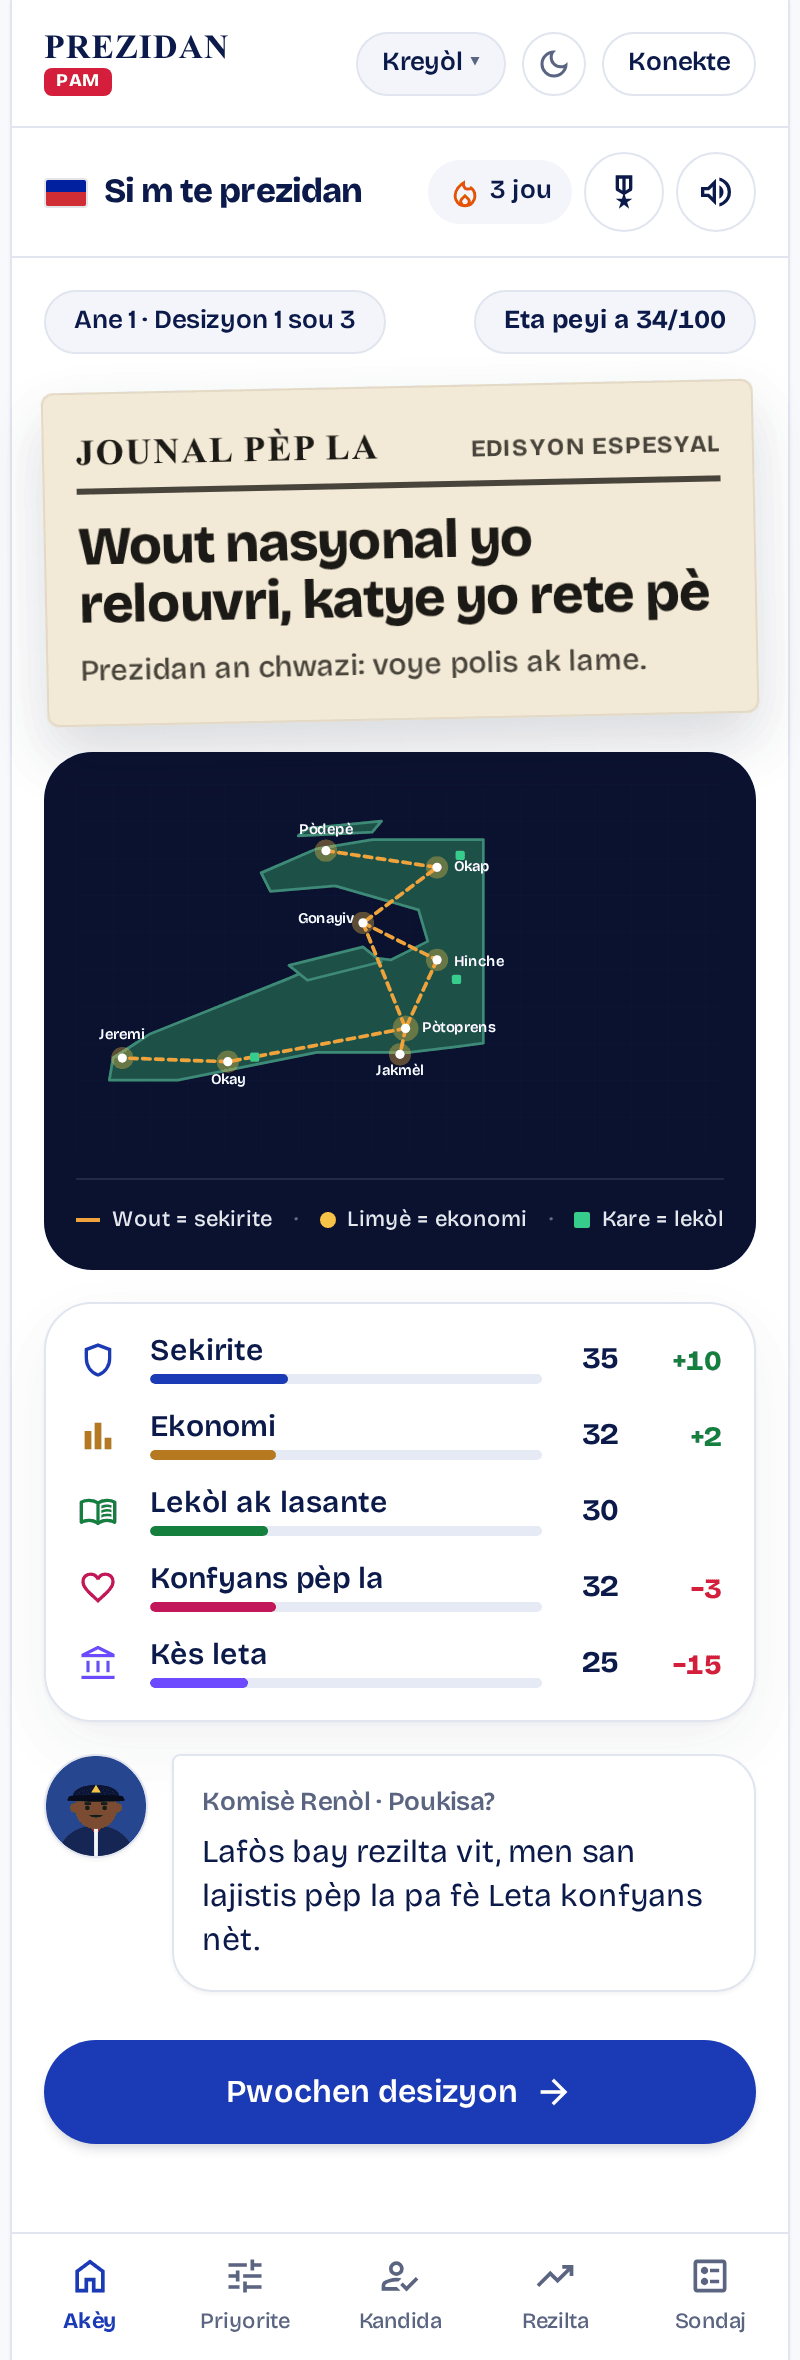 PREZIDAN
PAM
Kreyòl ▾
Konekte
Si m te prezidan
3 jou
Ane 1 · Desizyon 1 sou 3
Eta peyi a 34/100
JOUNAL PÈP LA
EDISYON ESPESYAL
Wout nasyonal yo
relouvri, katye yo rete pè
Prezidan an chwazi: voye polis ak lame.
Pòdepè
Okap
Gonayiv
Hinche
Pòtoprens
Jeremi
Okay
Jakmèl
Wout = sekirite · Limyè = ekonomi · Kare = lekòl
Sekirite 35 +10
Ekonomi 32 +2
Lekòl ak lasante 30
Konfyans pèp la 32 −3
Kès leta 25 −15
Komisè Renòl · Poukisa?
Lafòs bay rezilta vit, men san
lajistis pèp la pa fè Leta konfyans
nèt.
Pwochen desizyon →
Akèy
Priyorite
Kandida
Rezilta
Sondaj